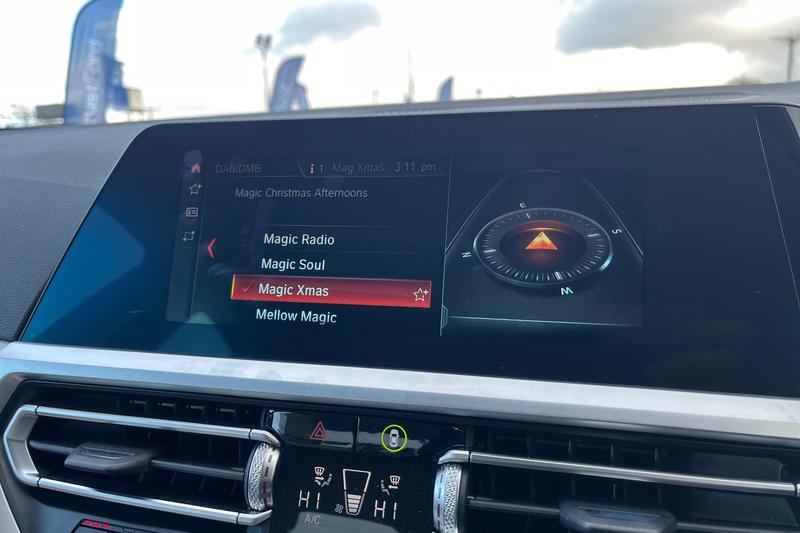 DAB/DMB
1 Mag Xmas 3:11 pm
Magic Christmas Afternoons
Magic Radio
Magic Soul
Magic Xmas
Mellow Magic
E
S
N
W
HI
HI
A/C